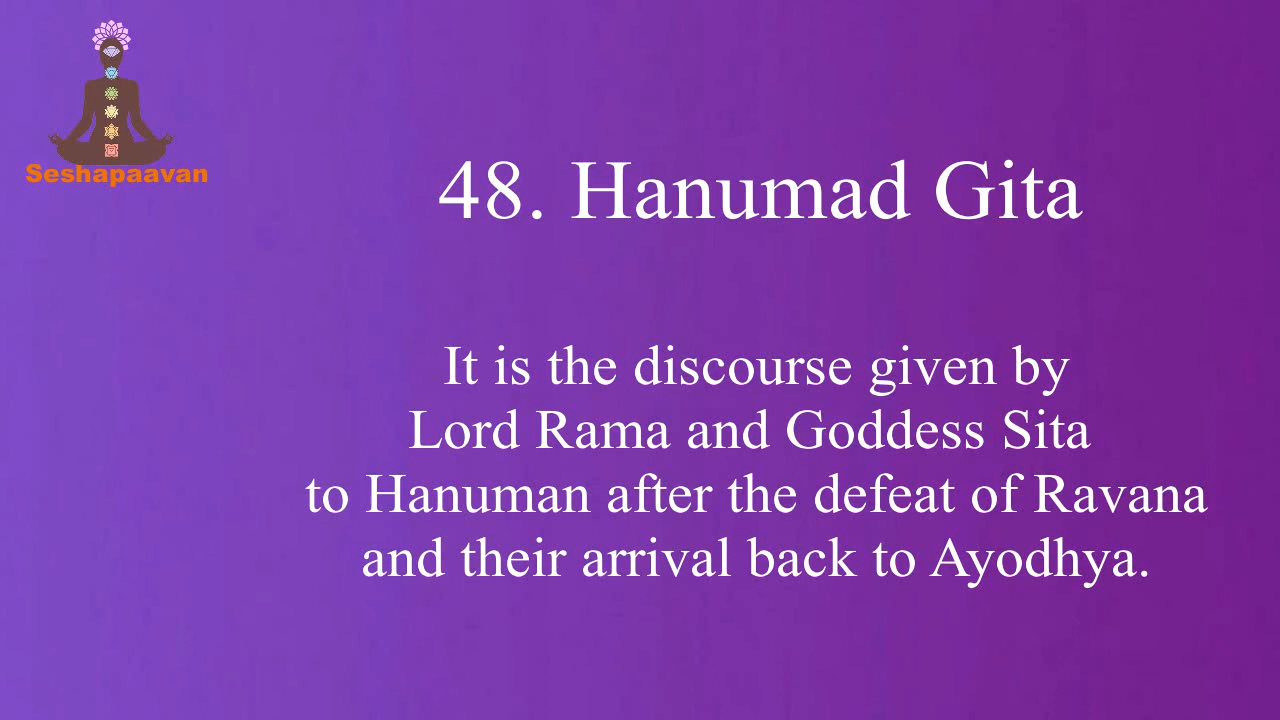 Seshapaavan
48. Hanumad Gita
It is the discourse given by
Lord Rama and Goddess Sita
to Hanuman after the defeat of Ravana
and their arrival back to Ayodhya.